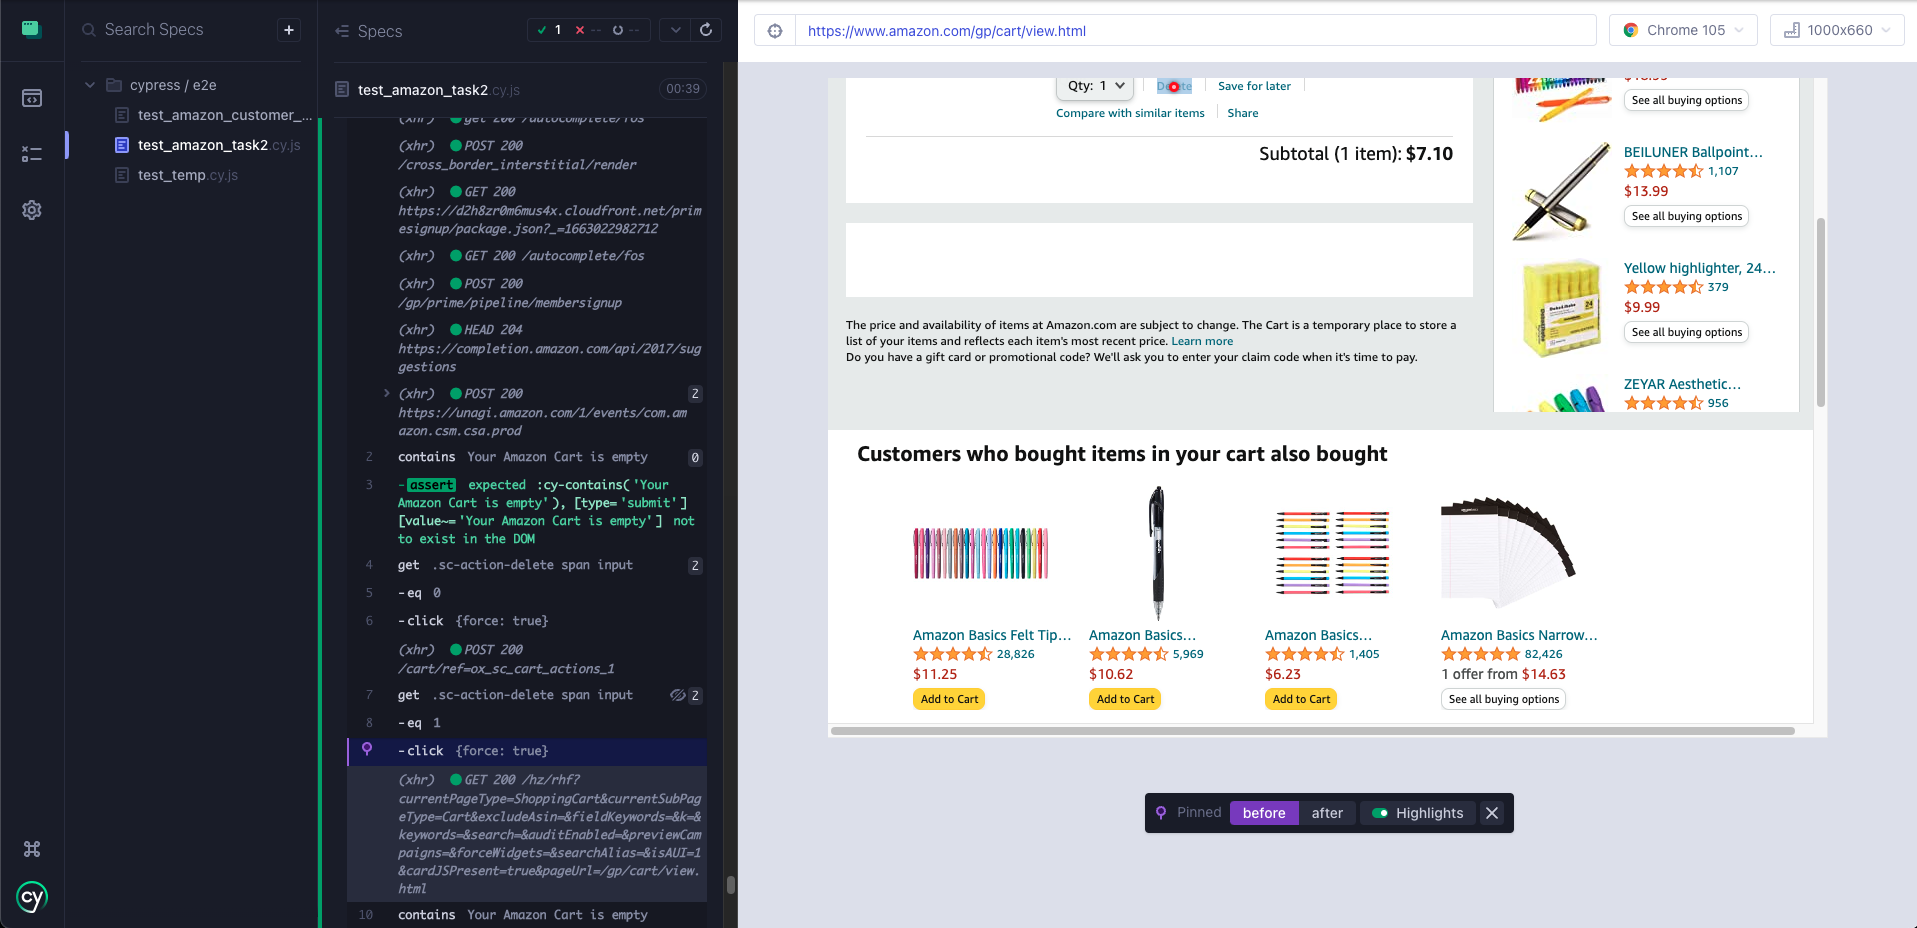 Search Specs
+
cypress / e2e
test_amazon_customer_...
test_amazon_task2.cy.js
test_temp.cy.js
cy
Specs
1
--
--
test_amazon_task2.cy.js
00:39
(xhr) get 200 /autocomplete/fos
(xhr) POST 200
/cross_border_interstitial/render
(xhr) GET 200
https://d2h8zr0m6mus4x.cloudfront.net/prim
esignup/package.json?_=1663022982712
(xhr) GET 200 /autocomplete/fos
(xhr) POST 200
/gp/prime/pipeline/membersignup
(xhr) HEAD 204
https://completion.amazon.com/api/2017/sug
gestions
(xhr) POST 200 2
https://unagi.amazon.com/1/events/com.am
azon.csm.csa.prod
2 contains Your Amazon Cart is empty 0
3 -assert expected :cy-contains('Your
Amazon Cart is empty'), [type='submit']
[value~='Your Amazon Cart is empty'] not
to exist in the DOM
4 get .sc-action-delete span input 2
5 -eq 0
6 -click {force: true}
(xhr) POST 200
/cart/ref=ox_sc_cart_actions_1
7 get .sc-action-delete span input 2
8 -eq 1
-click {force: true}
(xhr) GET 200 /hz/rhf?
currentPageType=ShoppingCart&currentSubPag
eType=Cart&excludeAsin=&fieldKeywords=&k=&
keywords=&search=&auditEnabled=&previewCam
paigns=&forceWidgets=&searchAlias=&isAUI=1
&cardJSPresent=true&pageUrl=/gp/cart/view.
html
10 contains Your Amazon Cart is empty
https://www.amazon.com/gp/cart/view.html
Chrome 105
1000x660
Qty: 1
Delete
Save for later
Compare with similar items
Share
Subtotal (1 item): $7.10
The price and availability of items at Amazon.com are subject to change. The Cart is a temporary place to store a
list of your items and reflects each item's most recent price. Learn more
Do you have a gift card or promotional code? We'll ask you to enter your claim code when it's time to pay.
See all buying options
BEILUNER Ballpoint...
1,107
$13.99
See all buying options
Yellow highlighter, 24...
379
$9.99
See all buying options
ZEYAR Aesthetic...
956
Customers who bought items in your cart also bought
Amazon Basics Felt Tip...
28,826
$11.25
Add to Cart
Amazon Basics...
5,969
$10.62
Add to Cart
Amazon Basics...
1,405
$6.23
Add to Cart
Amazon Basics Narrow...
82,426
1 offer from $14.63
See all buying options
Pinned
before
after
Highlights